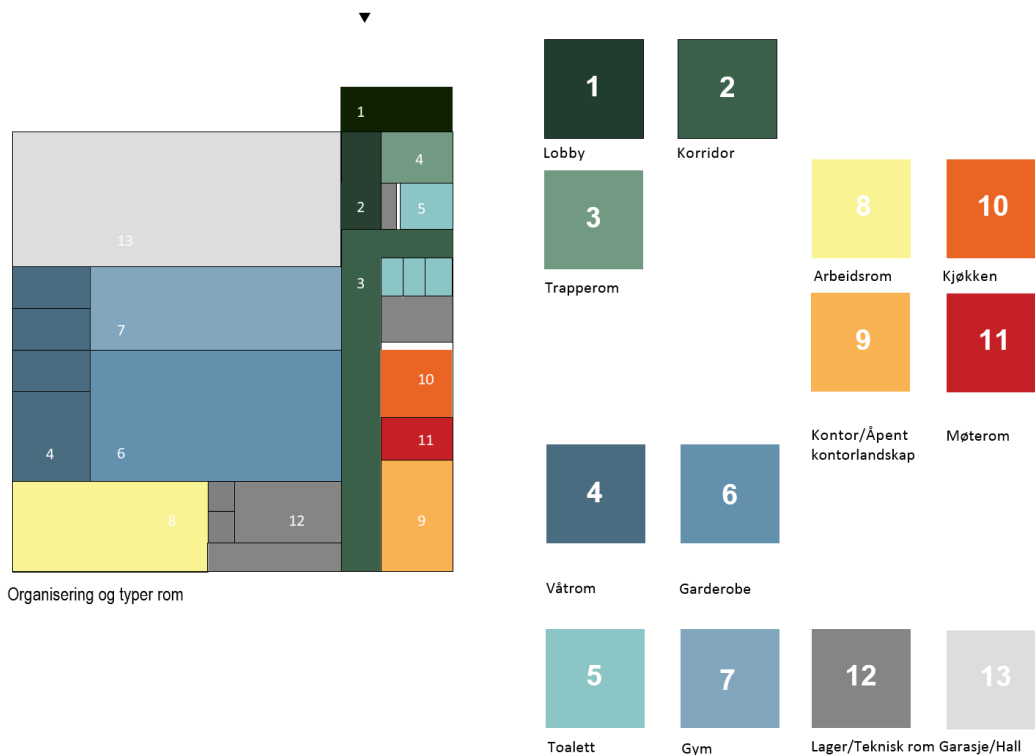 1
4
2
5
13
3
7
10
11
4
6
8
12
9
Organisering og typer rom
1
2
Lobby
Korridor
3
8
10
Trapperom
Arbeidsrom
Kjøkken
9
11
Kontor/Åpent
kontorlandskap
Møterom
4
6
Våtrom
Garderobe
5
7
12
13
Toalett
Gym
Lager/Teknisk rom
Garasje/Hall